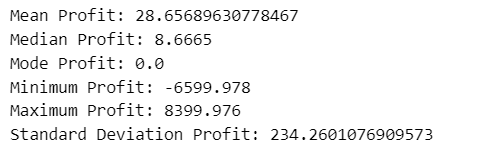 Mean Profit: 28.65689630778467
Median Profit: 8.6665
Mode Profit: 0.0
Minimum Profit: -6599.978
Maximum Profit: 8399.976
Standard Deviation Profit: 234.2601076909573